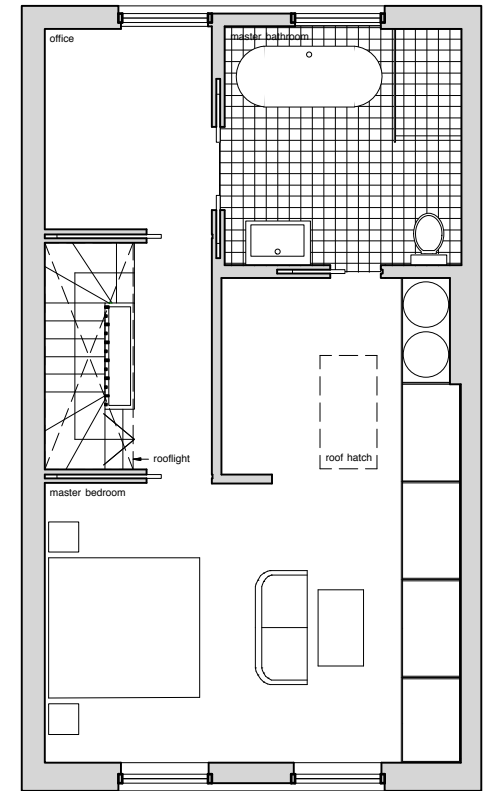 office
master bathroom
rooflight
roof hatch
master bedroom